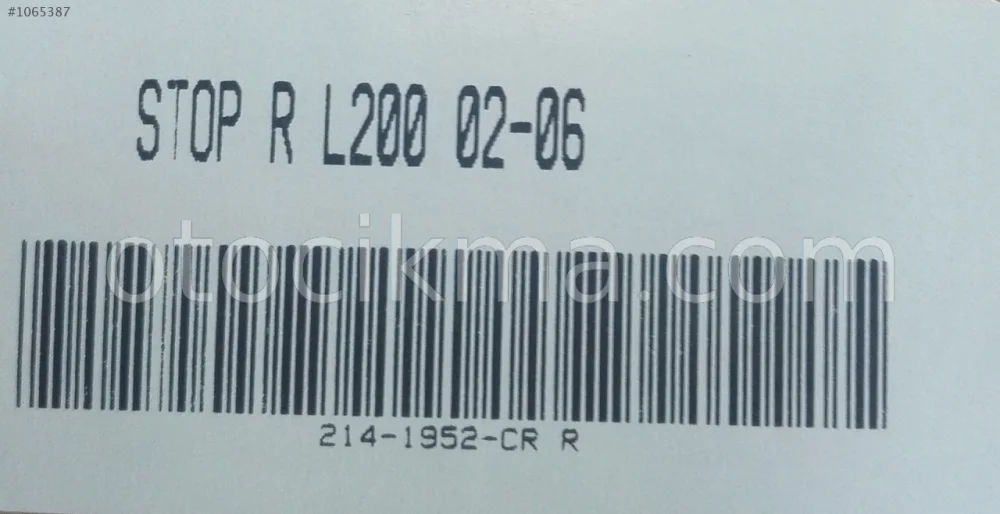 #1065387
STOP R L200 02-06
otocikma.com
214-1952-CR R